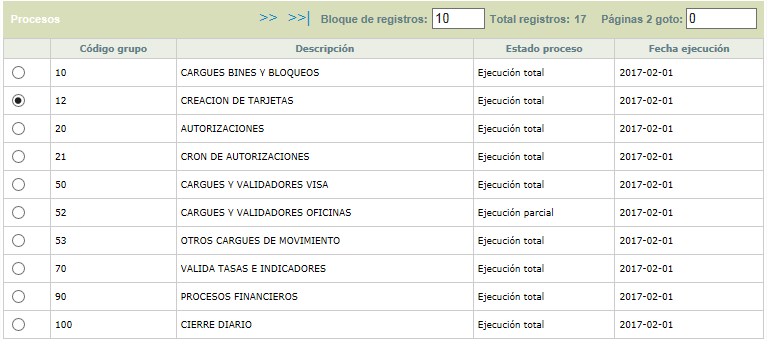 Procesos >> >>| Bloque de registros: 10 Total registros: 17 Páginas 2 goto: 0
Código grupo Descripción Estado proceso Fecha ejecución
10 CARGUES BINES Y BLOQUEOS Ejecución total 2017-02-01
12 CREACION DE TARJETAS Ejecución total 2017-02-01
20 AUTORIZACIONES Ejecución total 2017-02-01
21 CRON DE AUTORIZACIONES Ejecución total 2017-02-01
50 CARGUES Y VALIDADORES VISA Ejecución total 2017-02-01
52 CARGUES Y VALIDADORES OFICINAS Ejecución parcial 2017-02-01
53 OTROS CARGUES DE MOVIMIENTO Ejecución total 2017-02-01
70 VALIDA TASAS E INDICADORES Ejecución total 2017-02-01
90 PROCESOS FINANCIEROS Ejecución total 2017-02-01
100 CIERRE DIARIO Ejecución total 2017-02-01